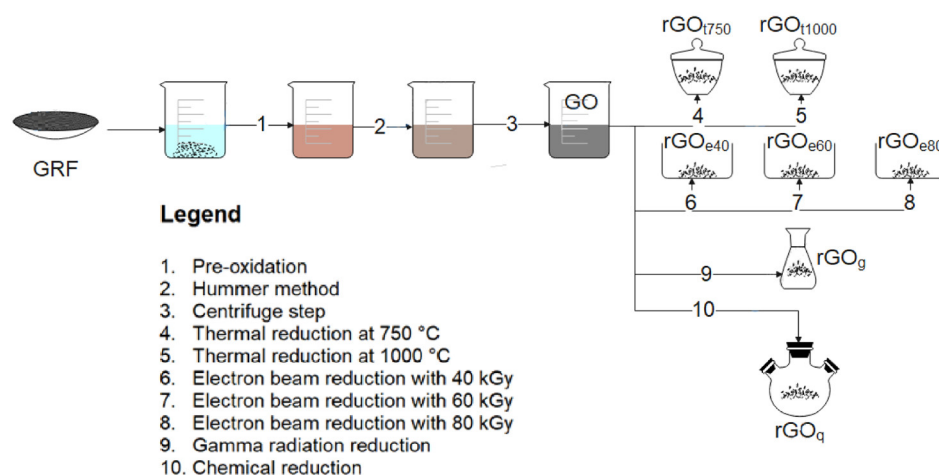 rGOt750 rGOt1000
GO
1 2 3 4 5
GRF
rGOe40 rGOe60 rGOe80
6 7 8
Legend
rGOg
9
10
1. Pre-oxidation
2. Hummer method
3. Centrifuge step
4. Thermal reduction at 750 °C
5. Thermal reduction at 1000 °C
6. Electron beam reduction with 40 kGy
7. Electron beam reduction with 60 kGy
8. Electron beam reduction with 80 kGy
9. Gamma radiation reduction
10. Chemical reduction
rGOq